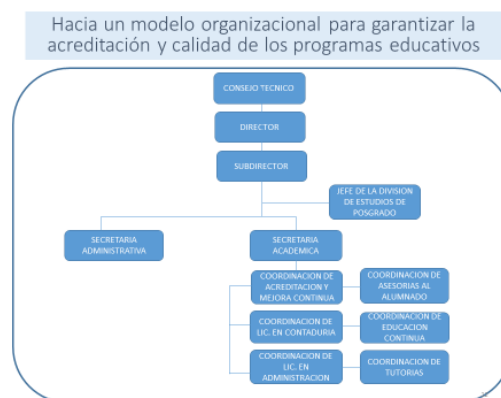 Hacia un modelo organizacional para garantizar la
acreditación y calidad de los programas educativos
CONSEJO TECNICO
DIRECTOR
SUBDIRECTOR
JEFE DE LA DIVISION
DE ESTUDIOS DE
POSGRADO
SECRETARIA
ADMINISTRATIVA
SECRETARIA
ACADEMICA
COORDINACION DE
ACREDITACION Y
MEJORA CONTINUA
COORDINACION DE
ASESORIAS AL
ALUMNADO
COORDINACION DE
LIC. EN CONTADURIA
COORDINACION DE
EDUCACION
CONTINUA
COORDINACION DE
LIC. EN
ADMINISTRACION
COORDINACION DE
TUTORIAS